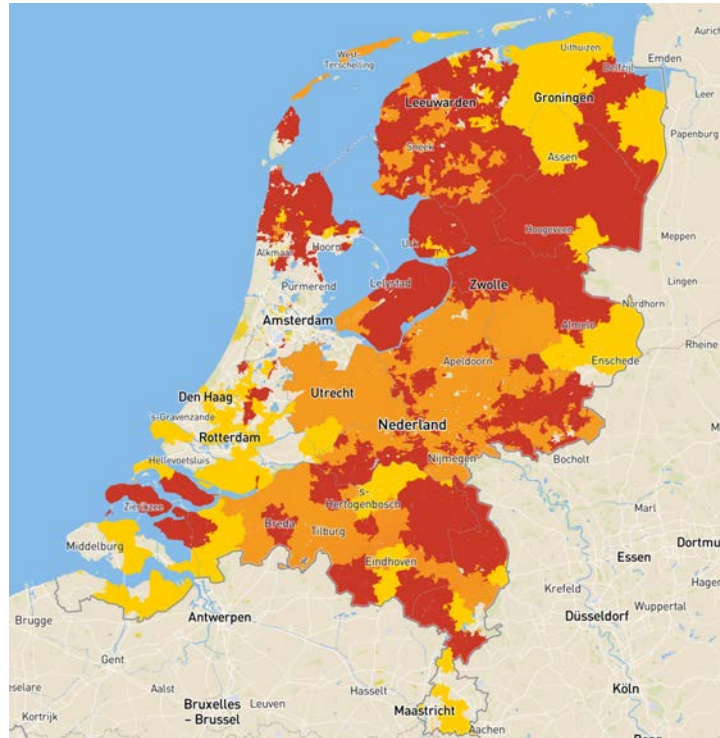 Aurich
Uithuizen
Emden
West-
Terschelling
Delfzijl
Leer
Leeuwarden
Groningen
Papenburg
Sneek
Assen
Hoogeveen
Meppen
Hoorn
Urk
Alkmaar
Lingen
Purmerend
Lelystad
Zwolle
Nordhorn
Amsterdam
Almelo
Rheine
Apeldoorn
Enschede
Den Haag
Utrecht
's-Gravenzande
Nederland
Rotterdam
Bocholt
Nijmegen
Hellevoetsluis
's-
Hertogenbosch
Marl
Zierikzee
Breda
Tilburg
Middelburg
Essen
Dortmu
Eindhoven
Krefeld
Hagen
Wuppertal
Antwerpen
Düsseldorf
Brugge
Gent
Köln
Aalst
Hasselt
eselare
Leuven
Bruxelles
– Brussel
Maastricht
Kortrijk
Aachen